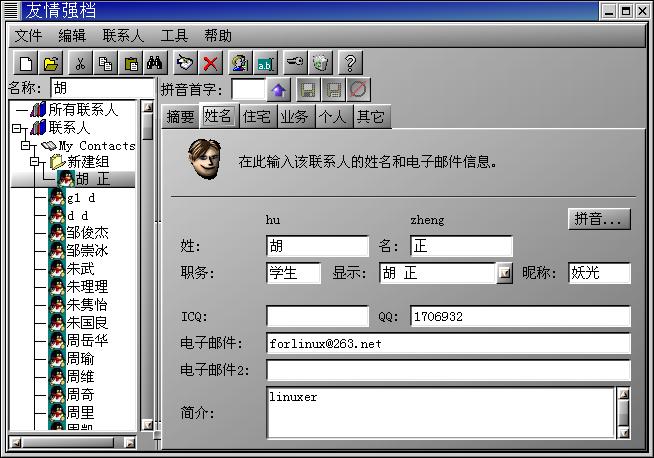 友情强档
文件 编辑 联系人 工具 帮助
a.b
?
名称: 胡
拼音首字:
所有联系人
联系人
My Contacts
新建组
胡 正
gl d
d d
邹俊杰
邹崇冰
朱武
朱理理
朱隽怡
朱国良
周岳华
周瑜
周维
周奇
周里
周凯
摘要 姓名 住宅 业务 个人 其它
在此输入该联系人的姓名和电子邮件信息。
hu zheng 拼音...
姓: 胡 名: 正
职务: 学生 显示: 胡 正 昵称: 妖光
ICQ: QQ: 1706932
电子邮件: forlinux@263.net
电子邮件2:
简介: linuxer